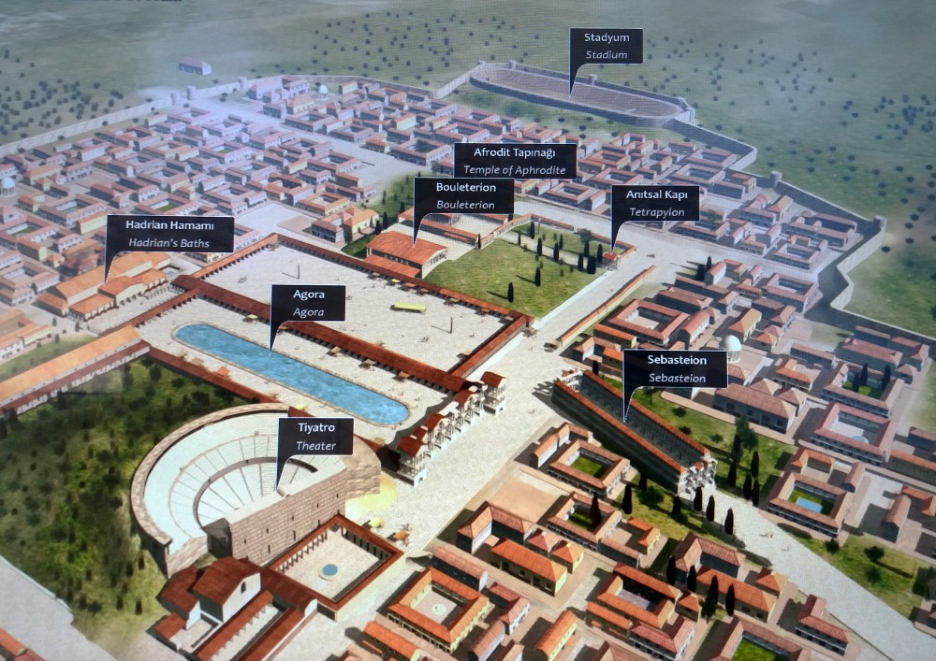 Stadyum
Stadium
Afrodit Tapınağı
Temple of Aphrodite
Bouleterion
Bouleterion
Anıtsal Kapı
Tetrapylon
Hadrian Hamamı
Hadrian's Baths
Agora
Agora
Sebasteion
Sebasteion
Tiyatro
Theater